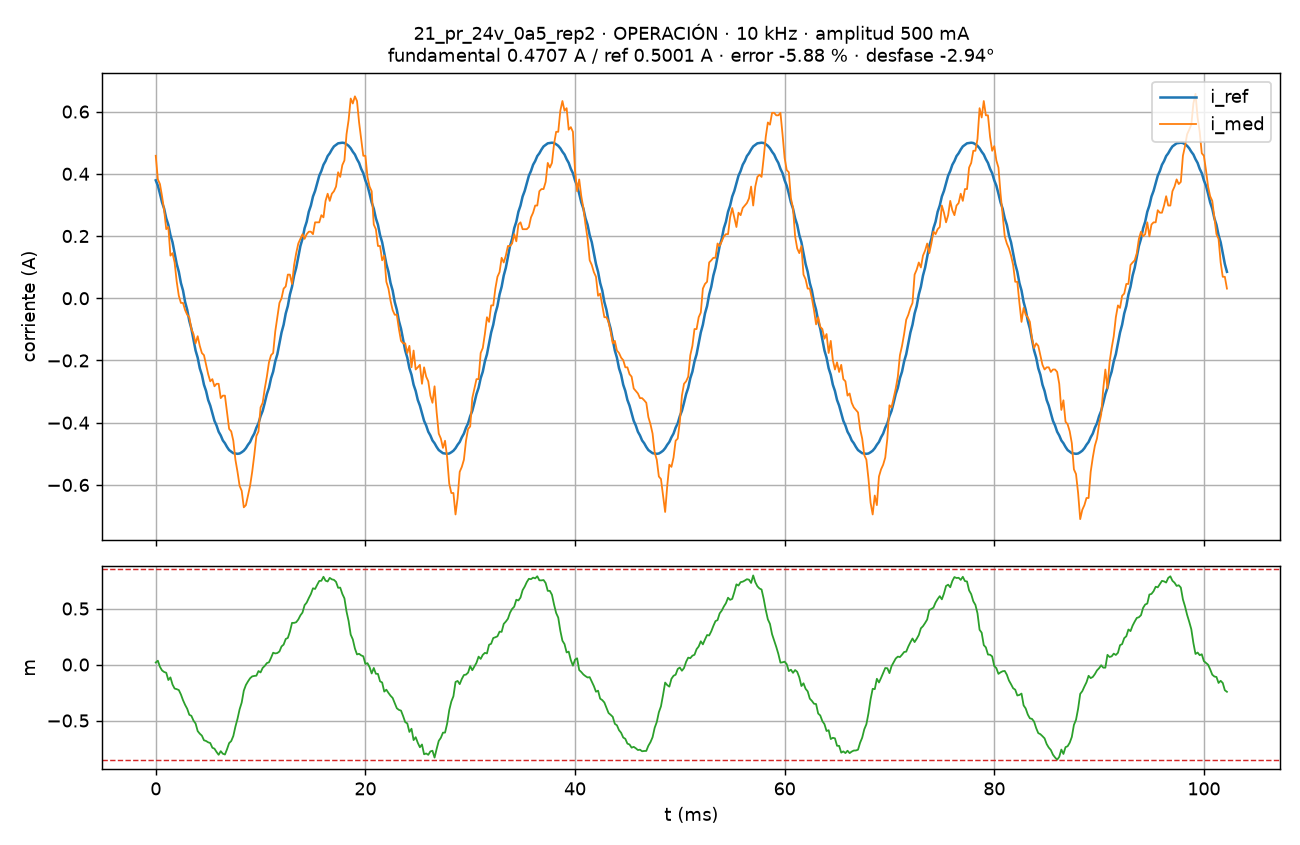 21_pr_24v_0a5_rep2 · OPERACIÓN · 10 kHz · amplitud 500 mA
fundamental 0.4707 A / ref 0.5001 A · error -5.88 % · desfase -2.94°
corriente (A)
0.6
0.4
0.2
0.0
−0.2
−0.4
−0.6
i_ref
i_med
m
0.5
0.0
−0.5
0
20
40
60
80
100
t (ms)